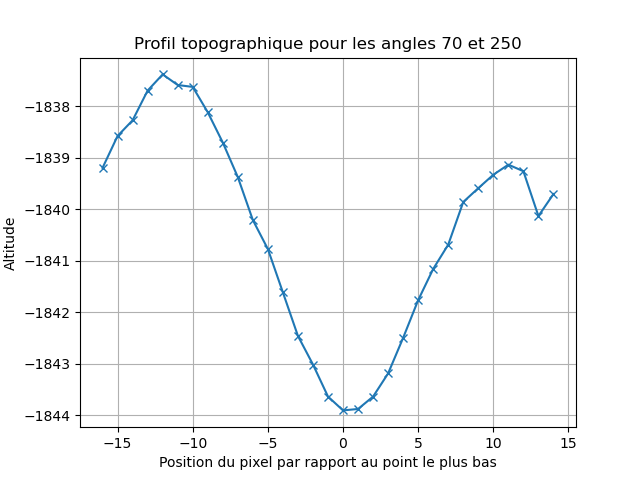 Profil topographique pour les angles 70 et 250
Altitude
−1838
−1839
−1840
−1841
−1842
−1843
−1844
−15 −10 −5 0 5 10 15
Position du pixel par rapport au point le plus bas